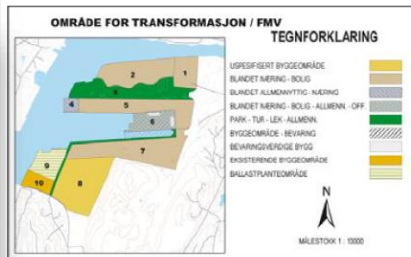 OMRÅDE FOR TRANSFORMASJON / FMV
TEGNFORKLARING
USPESIFISERT BYGGEOMRÅDE
BLANDET NÆRING - BOLIG
BLANDET ALLMENNYTTIG - NÆRING
BLANDET NÆRING - BOLIG - ALLMENN. - OFF
PARK - TUR - LEK - ALLMENN.
BYGGEOMRÅDE - BEVARING
BEVARINGSVERDIGE BYGG
EKSISTERENDE BYGGEOMRÅDE
BALLASTPLANTEOMRÅDE
1
2
3
4
5
6
7
8
9
10
N
MÅLESTOKK 1 : 10000